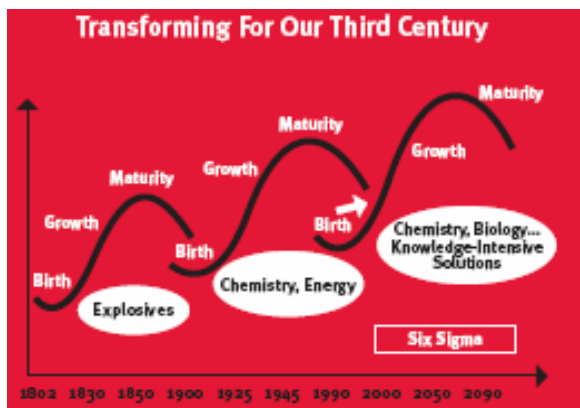 Transforming For Our Third Century
Maturity
Growth
Birth
Explosives
Maturity
Growth
Birth
Chemistry, Energy
Maturity
Growth
Birth
Chemistry, Biology...
Knowledge-Intensive
Solutions
Six Sigma
1802 1830 1850 1900 1925 1945 1990 2000 2050 2090